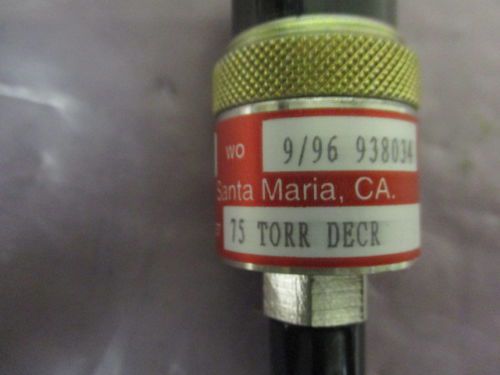 WO 9/96 938034
Santa Maria, CA.
75 TORR DECR